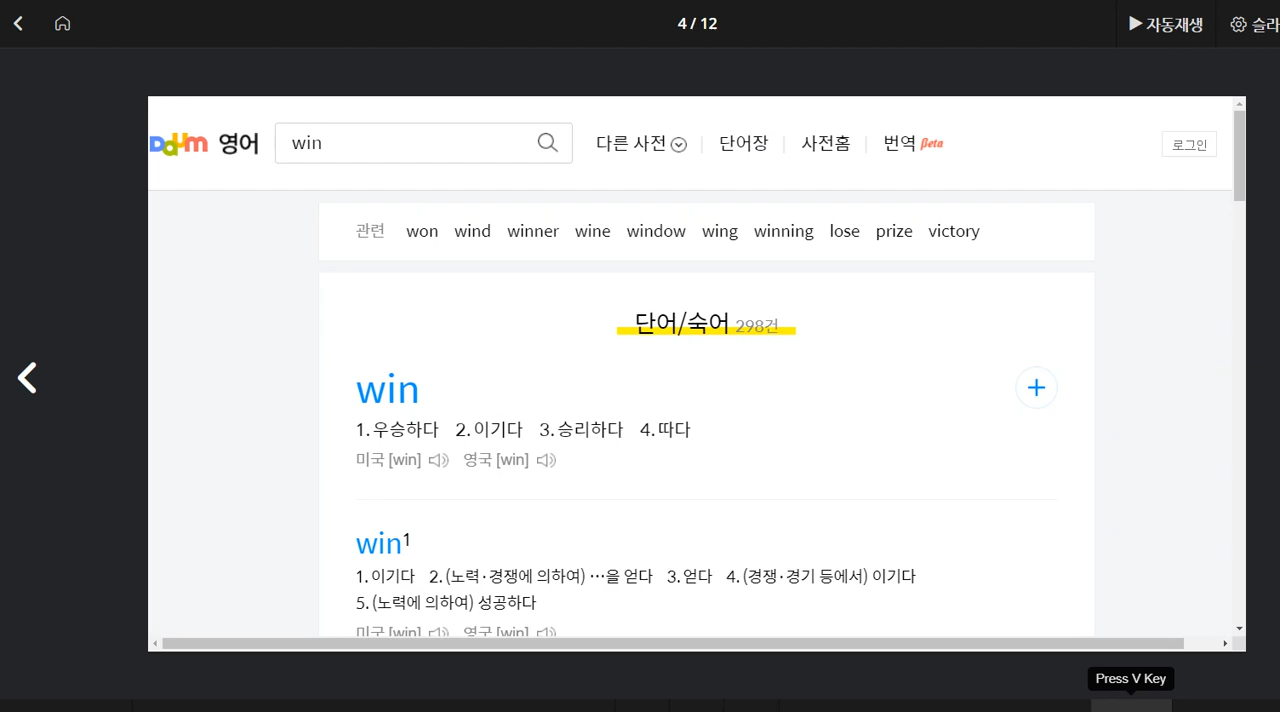 4 / 12
▶ 자동재생
슬라
Daum 영어
win
다른 사전
단어장
사전홈
번역 Beta
로그인
관련 won wind winner wine window wing winning lose prize victory
단어/숙어 298건
win
1.우승하다 2.이기다 3.승리하다 4.따다
미국 [win] 영국 [win]
win1
1.이기다 2.(노력·경쟁에 의하여) …을 얻다 3.얻다 4.(경쟁·경기 등에서) 이기다
5.(노력에 의하여) 성공하다
미국 [win] 영국 [win]
Press V Key